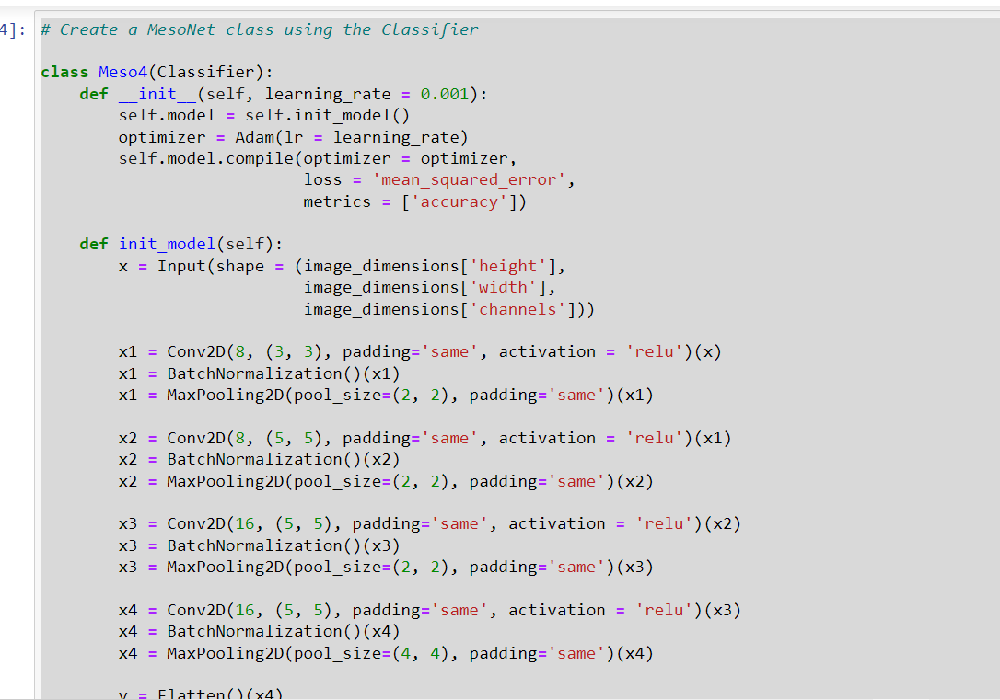 4]: # Create a MesoNet class using the Classifier
class Meso4(Classifier):
def __init__(self, learning_rate = 0.001):
self.model = self.init_model()
optimizer = Adam(lr = learning_rate)
self.model.compile(optimizer = optimizer,
loss = 'mean_squared_error',
metrics = ['accuracy'])
def init_model(self):
x = Input(shape = (image_dimensions['height'],
image_dimensions['width'],
image_dimensions['channels']))
x1 = Conv2D(8, (3, 3), padding='same', activation = 'relu')(x)
x1 = BatchNormalization()(x1)
x1 = MaxPooling2D(pool_size=(2, 2), padding='same')(x1)
x2 = Conv2D(8, (5, 5), padding='same', activation = 'relu')(x1)
x2 = BatchNormalization()(x2)
x2 = MaxPooling2D(pool_size=(2, 2), padding='same')(x2)
x3 = Conv2D(16, (5, 5), padding='same', activation = 'relu')(x2)
x3 = BatchNormalization()(x3)
x3 = MaxPooling2D(pool_size=(2, 2), padding='same')(x3)
x4 = Conv2D(16, (5, 5), padding='same', activation = 'relu')(x3)
x4 = BatchNormalization()(x4)
x4 = MaxPooling2D(pool_size=(4, 4), padding='same')(x4)
y = Flatten()(x4)